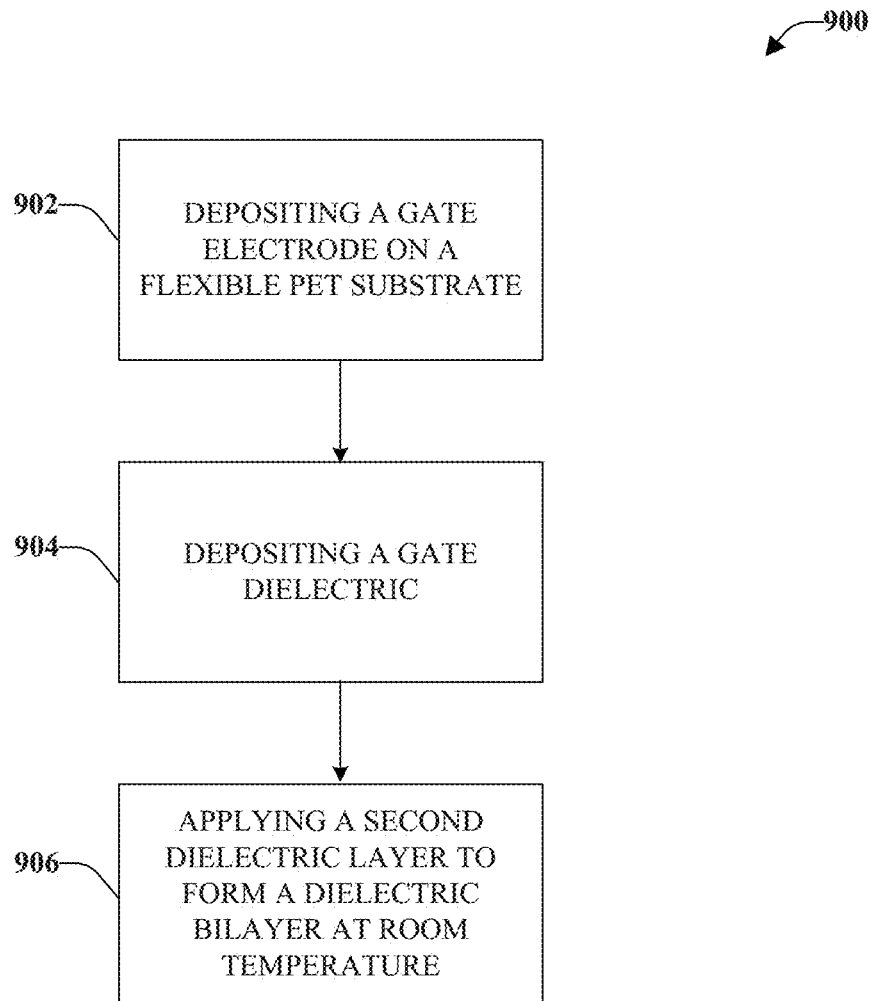 900
902
DEPOSITING A GATE
ELECTRODE ON A
FLEXIBLE PET SUBSTRATE
904
DEPOSITING A GATE
DIELECTRIC
906
APPLYING A SECOND
DIELECTRIC LAYER TO
FORM A DIELECTRIC
BILAYER AT ROOM
TEMPERATURE